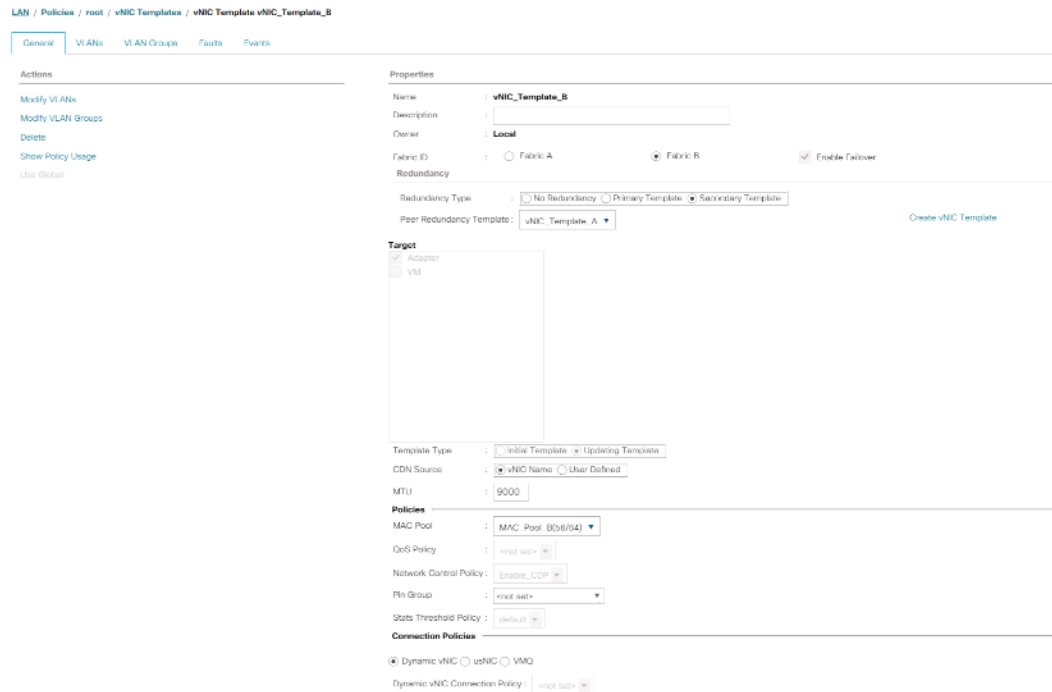 LAN / Policies / root / vNIC Templates / vNIC Template vNIC_Template_B
General VLANs VLAN Groups Faults Events
Actions
Modify VLANs
Modify VLAN Groups
Delete
Show Policy Usage
Use Global
Properties
Name : vNIC_Template_B
Description :
Owner : Local
Fabric ID : Fabric A Fabric B Enable Failover
Redundancy
Redundancy Type : No Redundancy Primary Template Secondary Template
Peer Redundancy Template : vNIC_Template_A Create vNIC Template
Target
Adapter
VM
Template Type : Initial Template Updating Template
CDN Source : vNIC Name User Defined
MTU : 9000
Policies
MAC Pool : MAC_Pool_B(56/64)
QoS Policy : <not set>
Network Control Policy : Enable_CDP
Pin Group : <not set>
Stats Threshold Policy : default
Connection Policies
Dynamic vNIC usNIC VMQ
Dynamic vNIC Connection Policy : <not set>